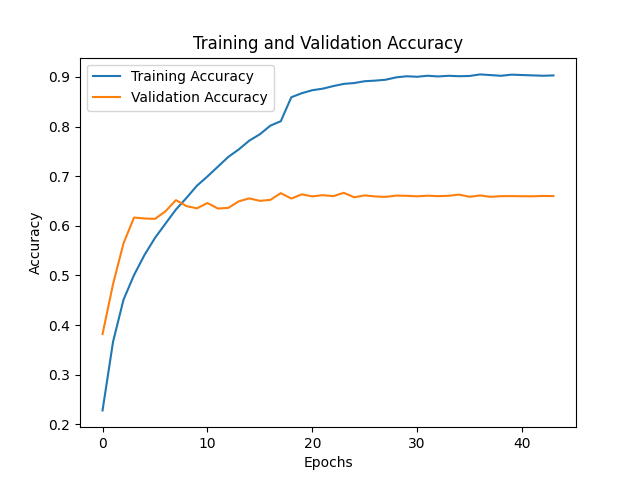 Training and Validation Accuracy
Training Accuracy
Validation Accuracy
0.9
0.8
0.7
0.6
0.5
0.4
0.3
0.2
Accuracy
0 10 20 30 40
Epochs